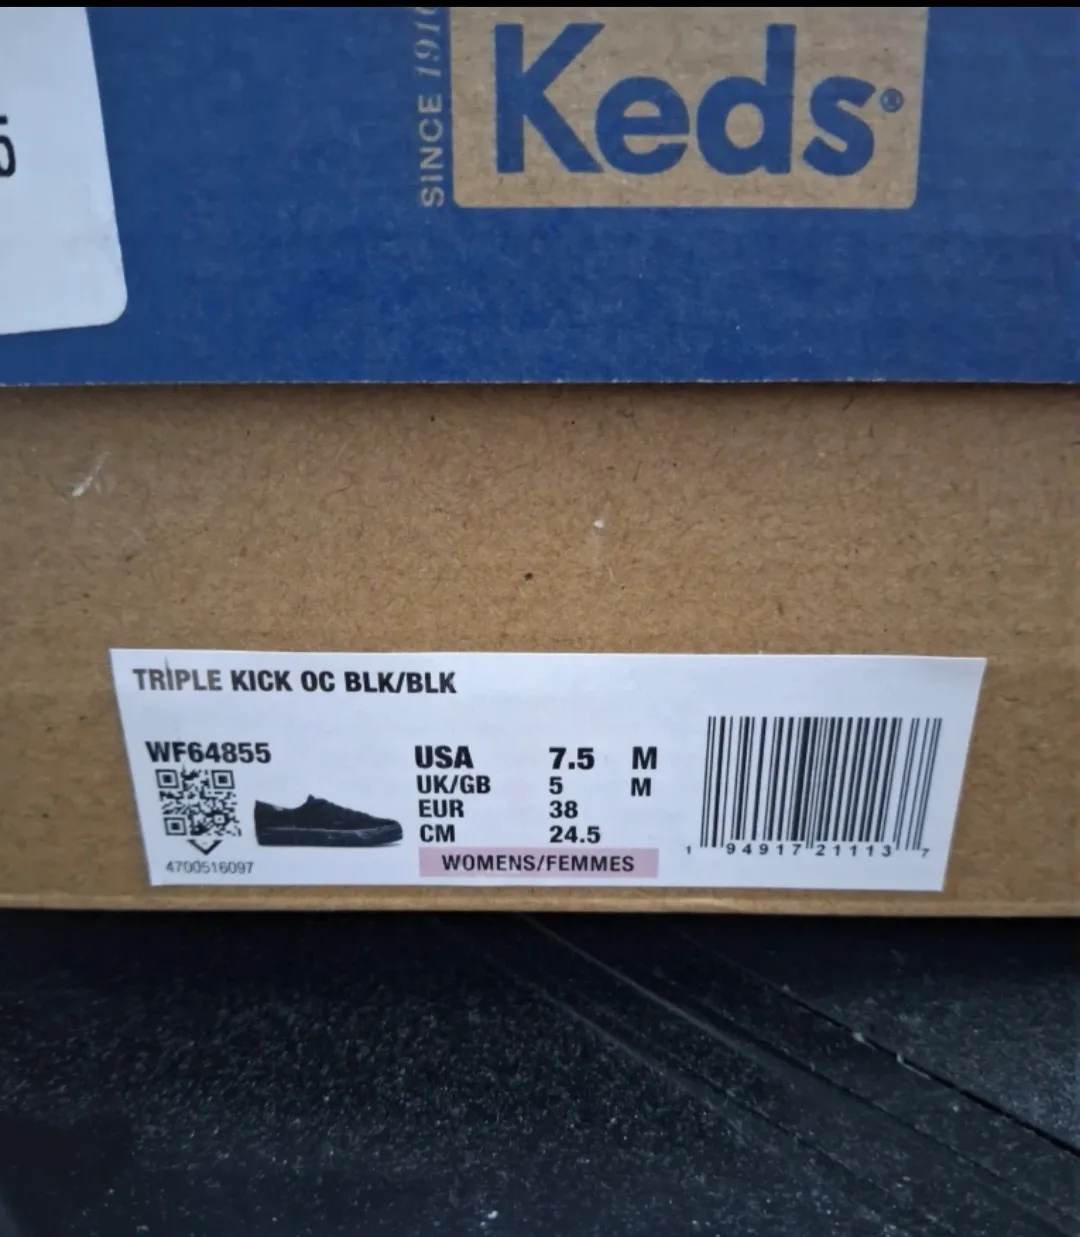 SINCE 1916
Keds®
5
TRIPLE KICK OC BLK/BLK
WF64855
4700516097
USA 7.5 M
UK/GB 5 M
EUR 38
CM 24.5
WOMENS/FEMMES
1 94917 21113 7